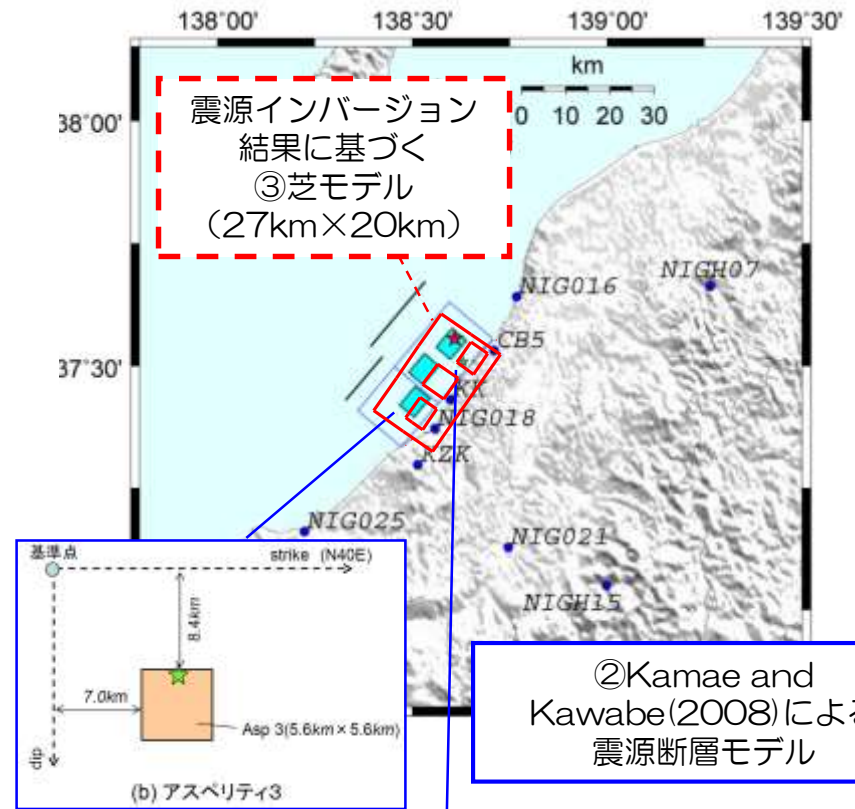 138°00' 138°30' 139°00' 139°30'
km
0 10 20 30
38°00'
震源インバージョン
結果に基づく
③芝モデル
（27km×20km）
NIGH07
NIG016
CB5
37°30'
KK
NIG018
KZK
NIG025
NIG021
NIGH15
基準点
strike (N40E)
8.4km
7.0km
Asp 3(5.6km×5.6km)
dip
(b) アスペリティ3
②Kamae and
Kawabe(2008)による
震源断層モデル